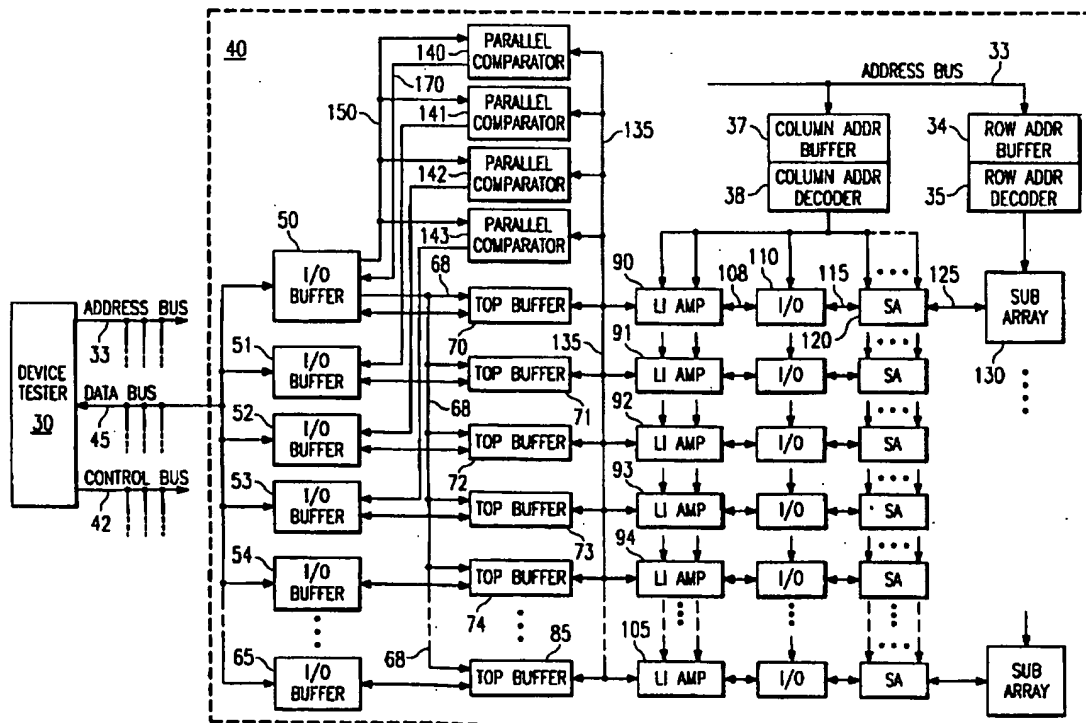 40
140
PARALLEL
COMPARATOR
170
150
141
PARALLEL
COMPARATOR
142
PARALLEL
COMPARATOR
143
PARALLEL
COMPARATOR
135
ADDRESS BUS
33
37
COLUMN ADDR
BUFFER
38
COLUMN ADDR
DECODER
34
ROW ADDR
BUFFER
35
ROW ADDR
DECODER
50
I/O
BUFFER
68
TOP BUFFER
70
90
LI AMP
108
110
I/O
115
SA
120
125
SUB
ARRAY
130
DEVICE
TESTER
30
ADDRESS BUS
33
DATA BUS
45
CONTROL BUS
42
51
I/O
BUFFER
68
TOP BUFFER
71
135
91
LI AMP
I/O
SA
52
I/O
BUFFER
TOP BUFFER
72
92
LI AMP
I/O
SA
53
I/O
BUFFER
TOP BUFFER
73
93
LI AMP
I/O
SA
54
I/O
BUFFER
TOP BUFFER
74
94
LI AMP
I/O
SA
65
I/O
BUFFER
68
85
TOP BUFFER
105
LI AMP
I/O
SA
SUB
ARRAY